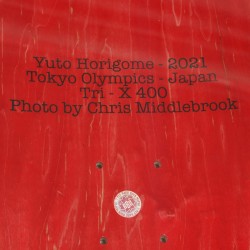 Yuto Horigome - 2021
Tokyo Olympics - Japan
Tri - X 400
Photo by Chris Middlebrook